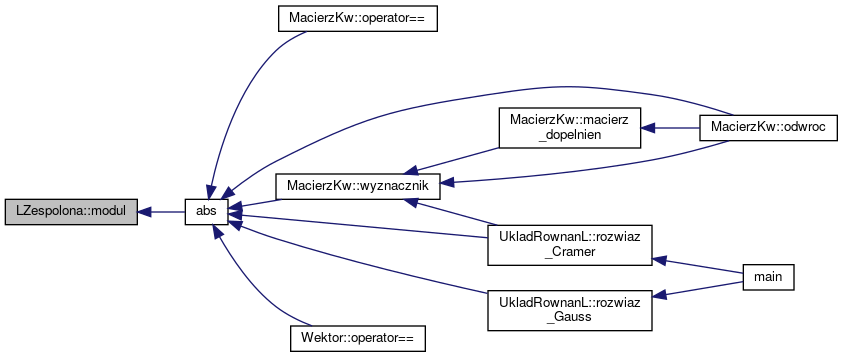 MacierzKw::operator==
MacierzKw::macierz
_dopelnien
MacierzKw::odwroc
MacierzKw::wyznacznik
LZespolona::modul
abs
UkladRownanL::rozwiaz
_Cramer
main
UkladRownanL::rozwiaz
_Gauss
Wektor::operator==